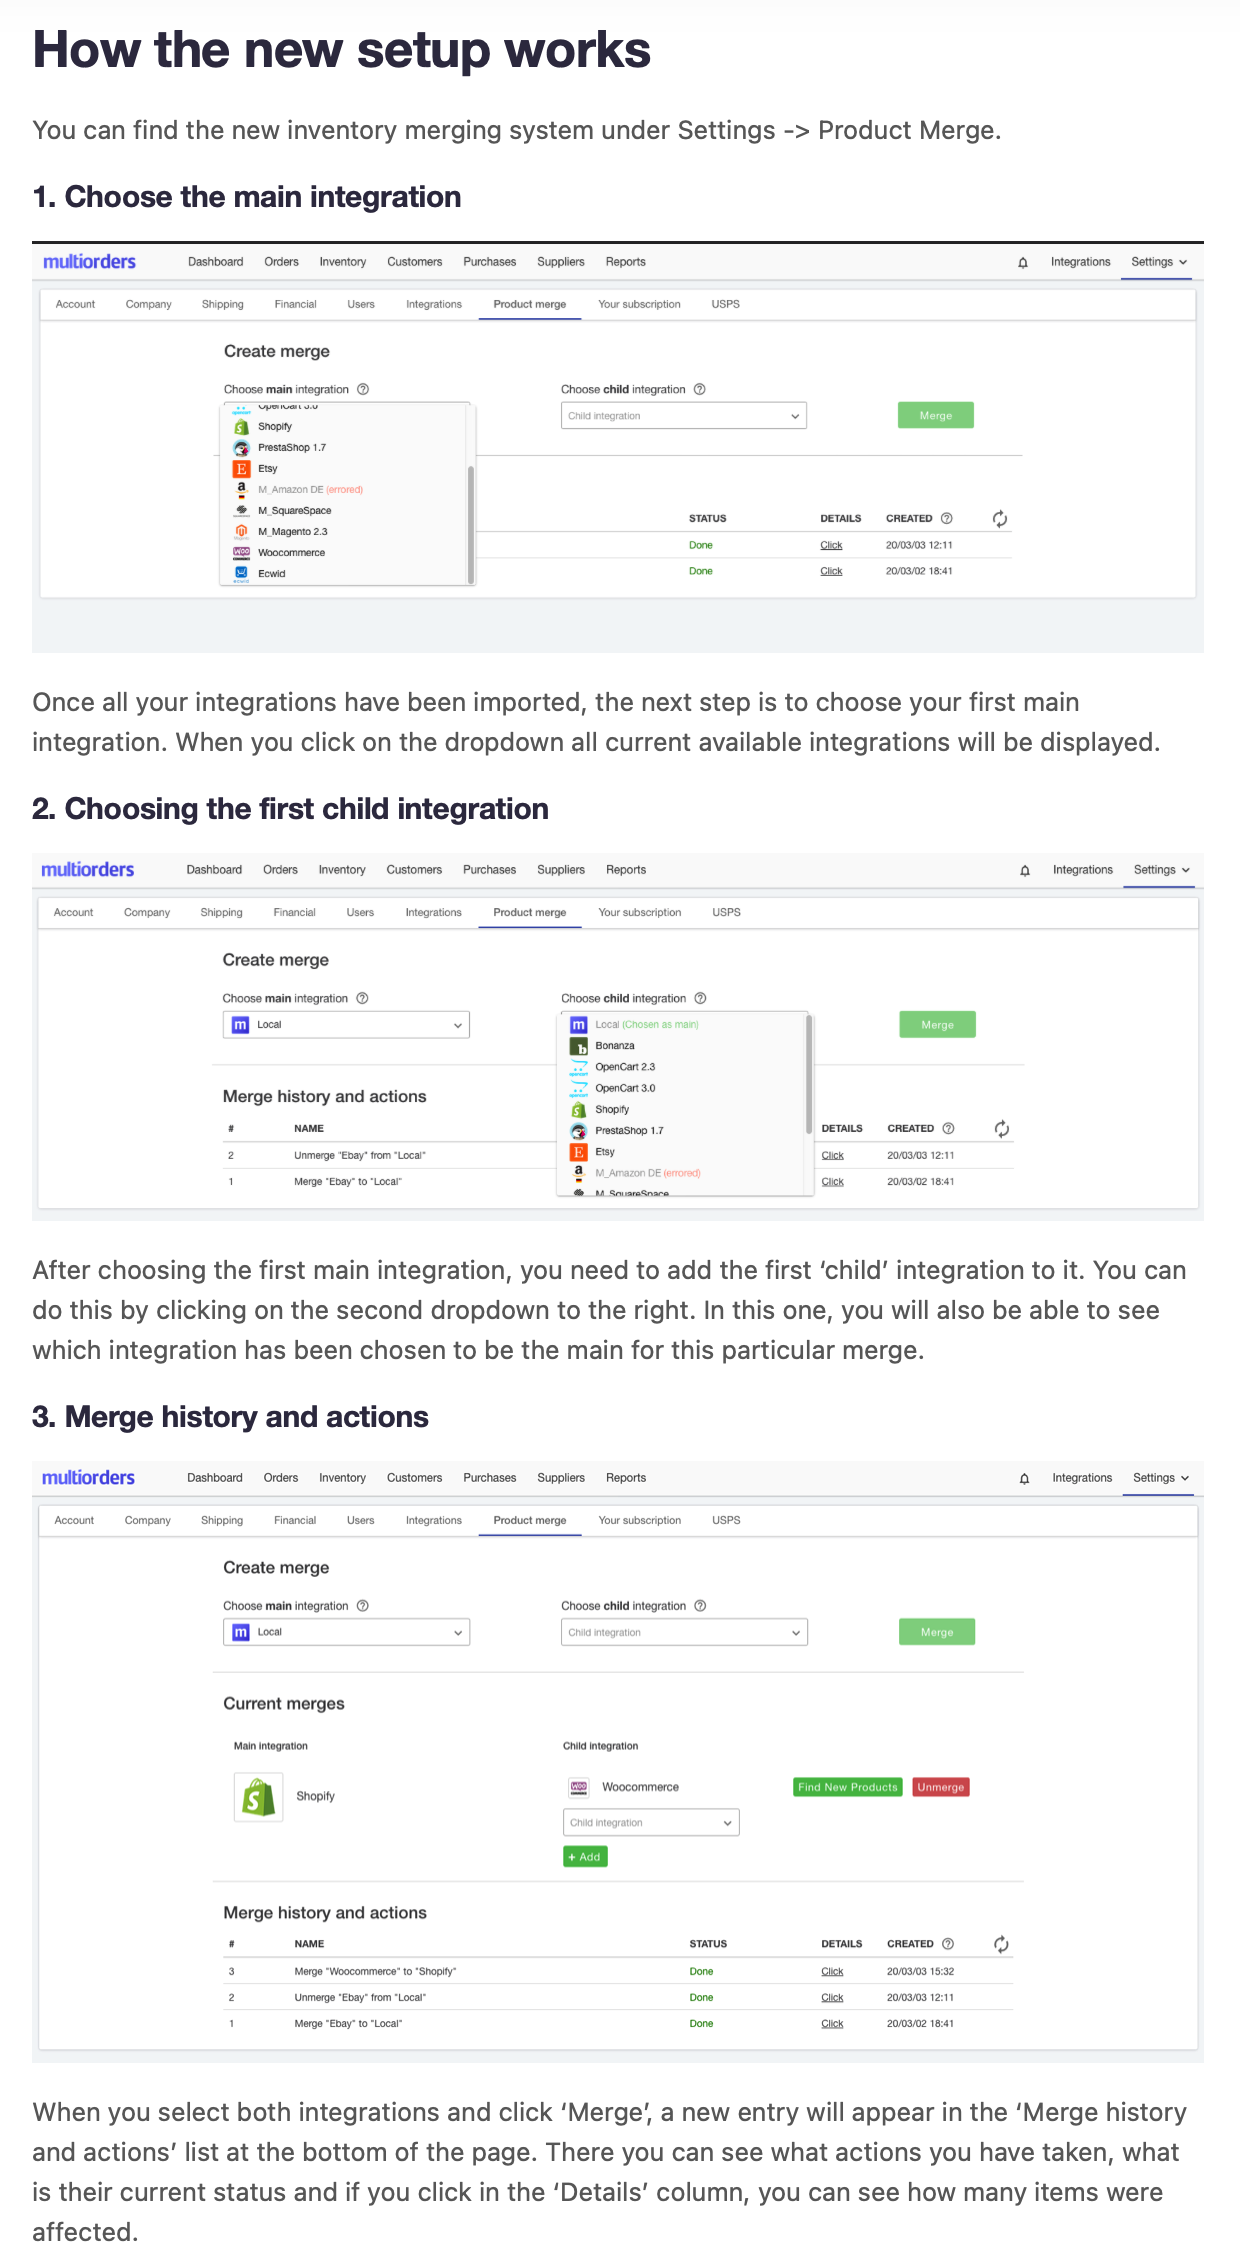 How the new setup works
You can find the new inventory merging system under Settings -> Product Merge.
1. Choose the main integration
multiorders Dashboard Orders Inventory Customers Purchases Suppliers Reports Integrations Settings
Account Company Shipping Financial Users Integrations Product merge Your subscription USPS
Create merge
Choose main integration ? Choose child integration ?
OpenCart 3.0 Child integration Merge
Shopify
PrestaShop 1.7
Etsy
M_Amazon DE (errored)
M_SquareSpace STATUS DETAILS CREATED ?
M_Magento 2.3 Done Click 20/03/03 12:11
Woocommerce
Ecwid Done Click 20/03/02 18:41
Once all your integrations have been imported, the next step is to choose your first main
integration. When you click on the dropdown all current available integrations will be displayed.
2. Choosing the first child integration
multiorders Dashboard Orders Inventory Customers Purchases Suppliers Reports Integrations Settings
Account Company Shipping Financial Users Integrations Product merge Your subscription USPS
Create merge
Choose main integration ? Choose child integration ?
m Local m Local (Chosen as main) Merge
Bonanza
OpenCart 2.3
OpenCart 3.0
Merge history and actions Shopify
# NAME PrestaShop 1.7 DETAILS CREATED ?
2 Unmerge "Ebay" from "Local" Etsy Click 20/03/03 12:11
M_Amazon DE (errored)
1 Merge "Ebay" to "Local" M_SquareSpace Click 20/03/02 18:41
After choosing the first main integration, you need to add the first ‘child’ integration to it. You can
do this by clicking on the second dropdown to the right. In this one, you will also be able to see
which integration has been chosen to be the main for this particular merge.
3. Merge history and actions
multiorders Dashboard Orders Inventory Customers Purchases Suppliers Reports Integrations Settings
Account Company Shipping Financial Users Integrations Product merge Your subscription USPS
Create merge
Choose main integration ? Choose child integration ?
m Local Child integration Merge
Current merges
Main integration Child integration
Shopify Woocommerce Find New Products Unmerge
Child integration
+ Add
Merge history and actions
# NAME STATUS DETAILS CREATED ?
3 Merge "Woocommerce" to "Shopify" Done Click 20/03/03 15:32
2 Unmerge "Ebay" from "Local" Done Click 20/03/03 12:11
1 Merge "Ebay" to "Local" Done Click 20/03/02 18:41
When you select both integrations and click ‘Merge’, a new entry will appear in the ‘Merge history
and actions’ list at the bottom of the page. There you can see what actions you have taken, what
is their current status and if you click in the ‘Details’ column, you can see how many items were
affected.